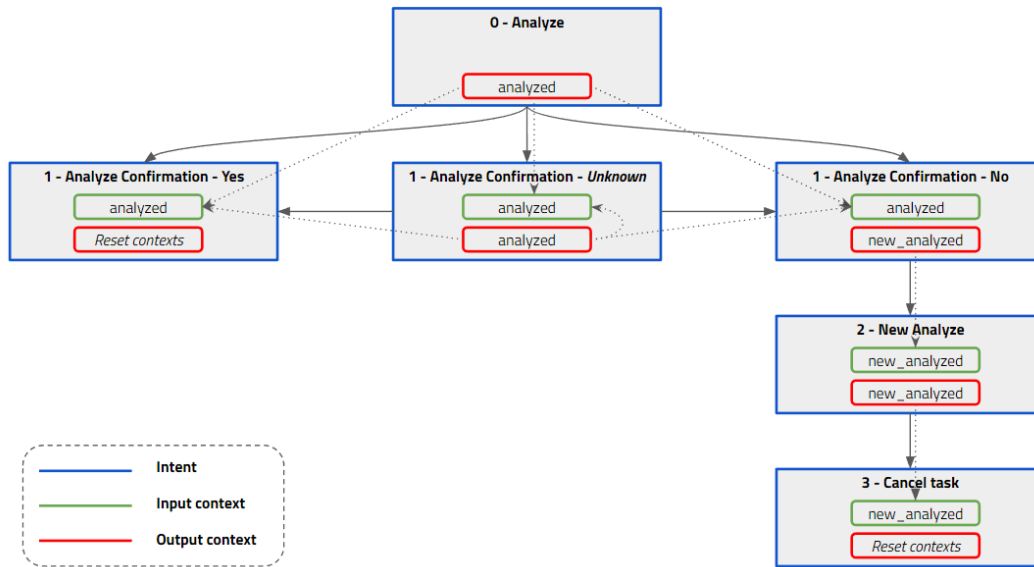 0 - Analyze
analyzed
1 - Analyze Confirmation - Yes
analyzed
Reset contexts
1 - Analyze Confirmation - Unknown
analyzed
analyzed
1 - Analyze Confirmation - No
analyzed
new_analyzed
2 - New Analyze
new_analyzed
new_analyzed
3 - Cancel task
new_analyzed
Reset contexts
Intent
Input context
Output context